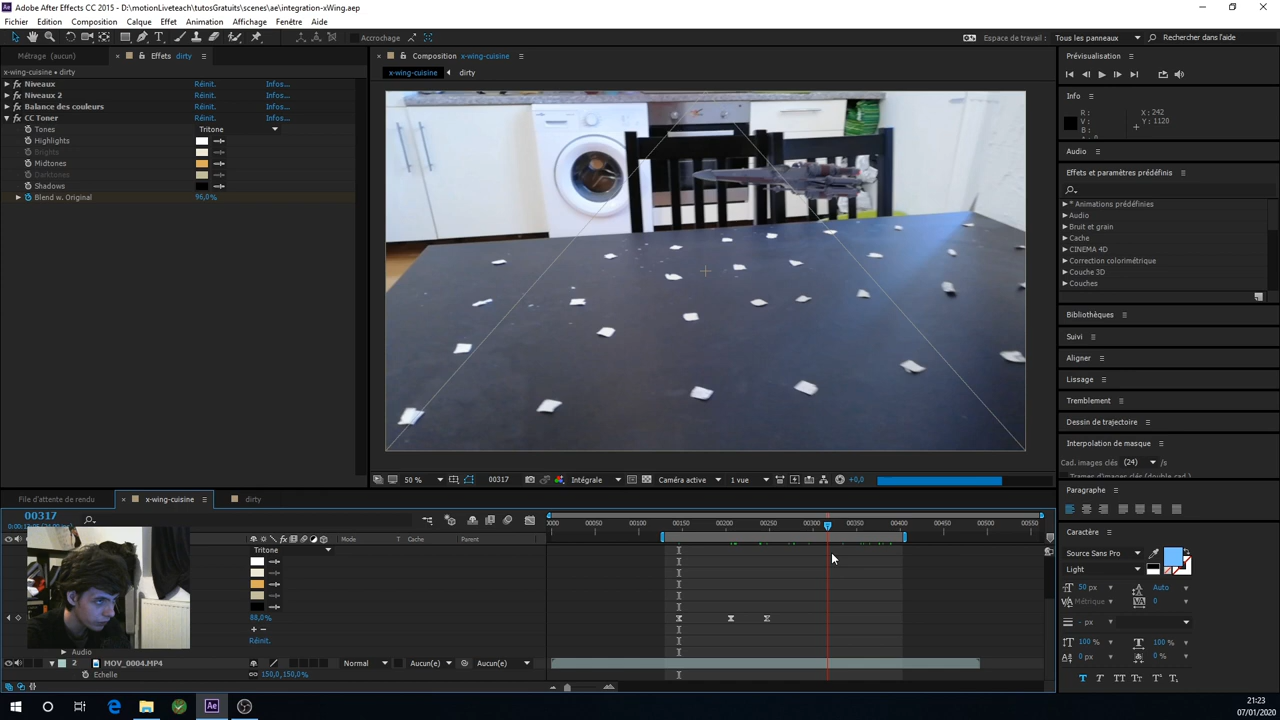 Adobe After Effects CC 2015 - D:\motionLiveteach\tutosGratuits\scenes\ae\integration-xWing.aep
Fichier Edition Composition Calque Effet Animation Affichage Fenêtre Aide
Accrochage Espace de travail : Tous les panneaux Rechercher dans l'aide
Métrage (aucun) Effets dirty Composition x-wing-cuisine Prévisualisation
x-wing-cuisine • dirty x-wing-cuisine dirty
Niveaux Réinit. Infos...
Niveaux 2 Réinit. Infos...
Balance des couleurs Réinit. Infos...
CC Toner Réinit. Infos...
Tones Tritone
Highlights
Brights
Midtones
Darktones
Shadows
Blend w. Original 96,0%
Info
R :
V :
B :
X : 242
Y : 1120
Audio
Effets et paramètres prédéfinis
* Animations prédéfinies
Audio
Bruit et grain
Cache
CINEMA 4D
Correction colorimétrique
Couche 3D
Couches
Bibliothèques
Suivi
Aligner
Lissage
Tremblement
Dessin de trajectoire
Interpolation de masque
Cad. images clés (24) /s
50 % 00317 Intégrale Caméra active 1 vue +0,0
Paragraphe
File d'attente de rendu x-wing-cuisine dirty
00317
0000 00050 00100 00150 00200 00250 00300 00350 00400 00450 00500 00550
Mode T Cache Parent
Tritone
88,0%
Réinit.
Audio
2 MOV_0004.MP4 Normal Aucun(e) Aucun(e)
Echelle 150,0,150,0%
Caractère
Source Sans Pro
Light
50 px Auto
Métrique 0
- px
100 % 100 %
0 px 0 %
T T TT Tr T¹ T₁
21:23
07/01/2020